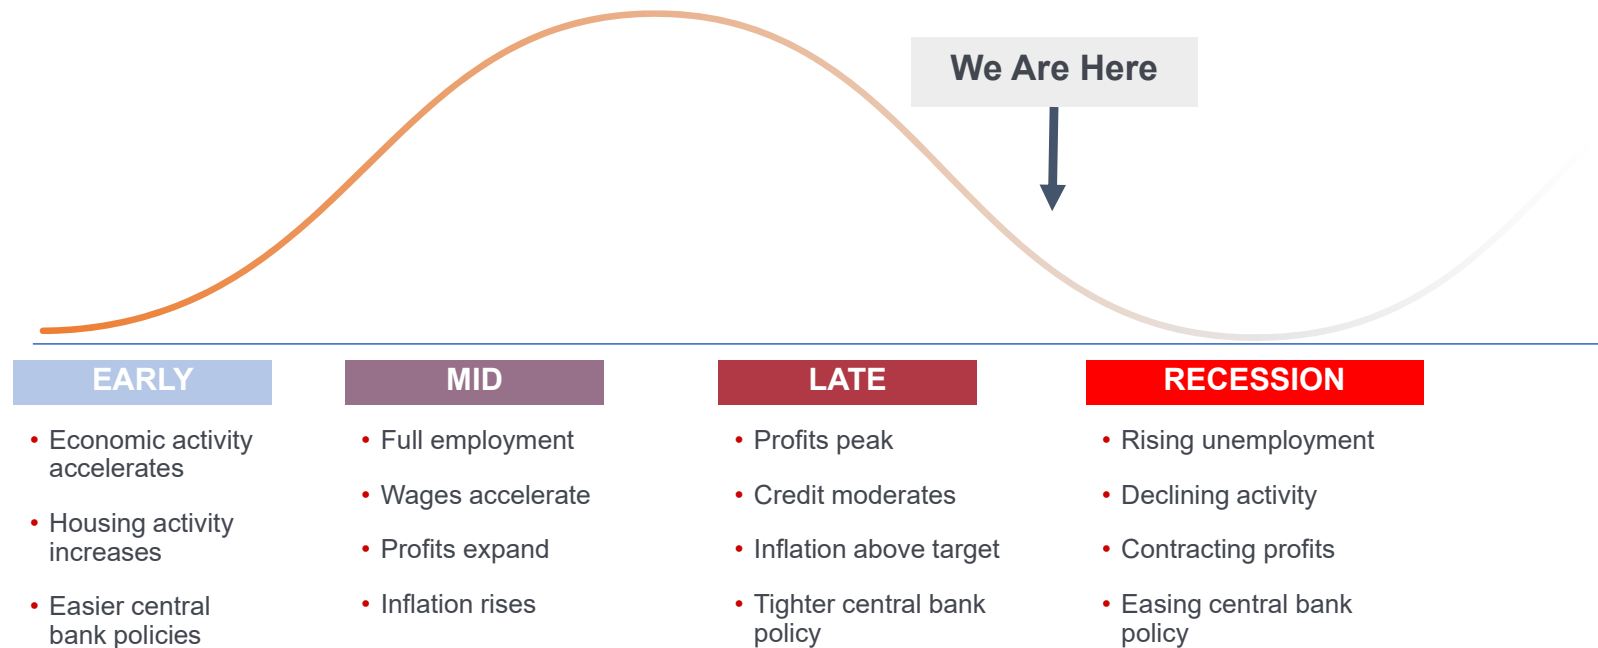 We Are Here
EARLY
• Economic activity
accelerates
• Housing activity
increases
• Easier central
bank policies
MID
• Full employment
• Wages accelerate
• Profits expand
• Inflation rises
LATE
• Profits peak
• Credit moderates
• Inflation above target
• Tighter central bank
policy
RECESSION
• Rising unemployment
• Declining activity
• Contracting profits
• Easing central bank
policy